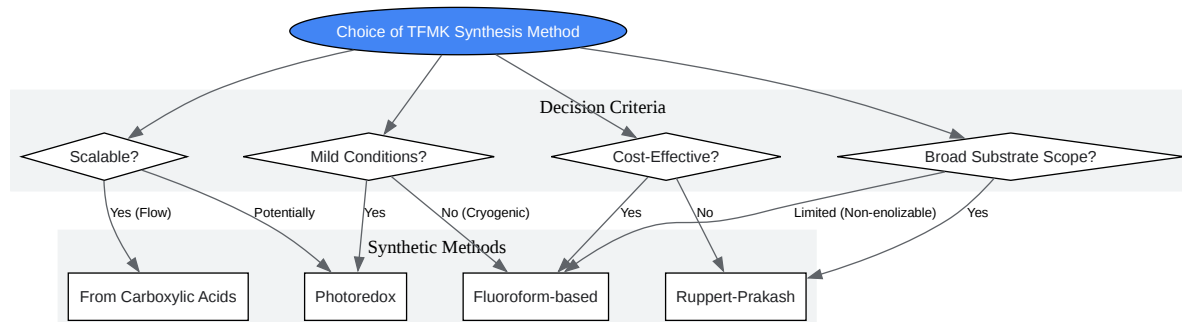 Choice of TFMK Synthesis Method
Decision Criteria
Scalable?
Mild Conditions?
Cost-Effective?
Broad Substrate Scope?
Yes (Flow)
Potentially
Yes
No (Cryogenic)
Yes
No
Limited (Non-enolizable)
Yes
Synthetic Methods
From Carboxylic Acids
Photoredox
Fluoroform-based
Ruppert-Prakash